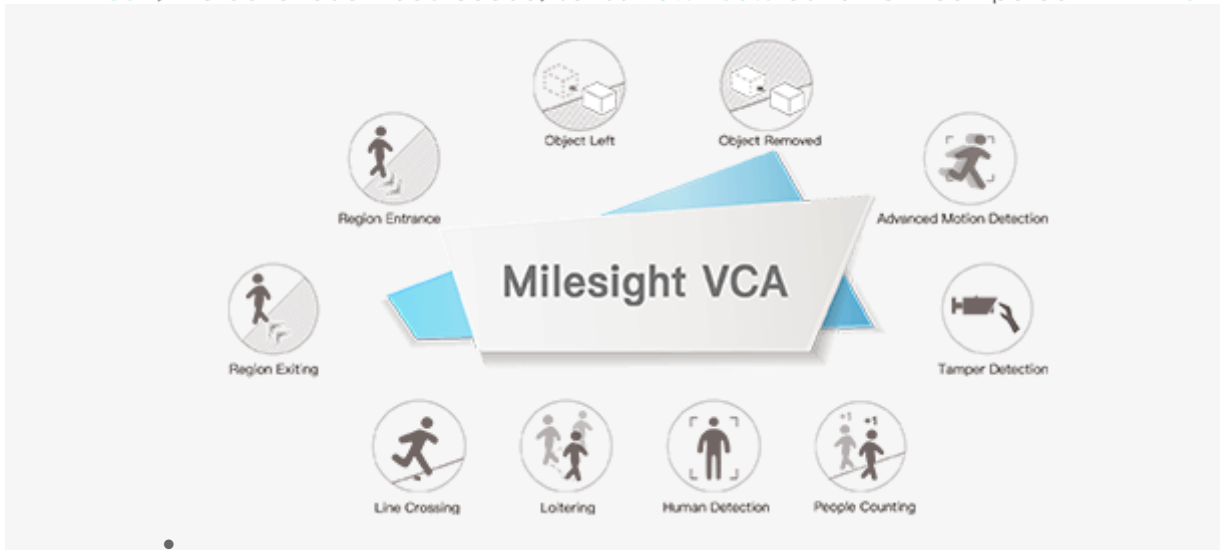 Object Left
Object Removed
Region Entrance
Advanced Motion Detection
Milesight VCA
Region Exiting
Tamper Detection
+1 +1
Line Crossing
Loitering
Human Detection
People Counting